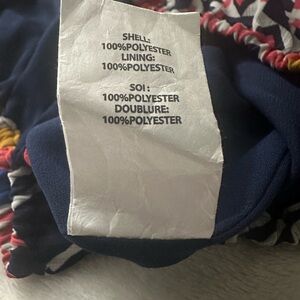 SHELL:
100%POLYESTER
LINING:
100%POLYESTER
SOI :
100%POLYESTER
DOUBLURE:
100%POLYESTER